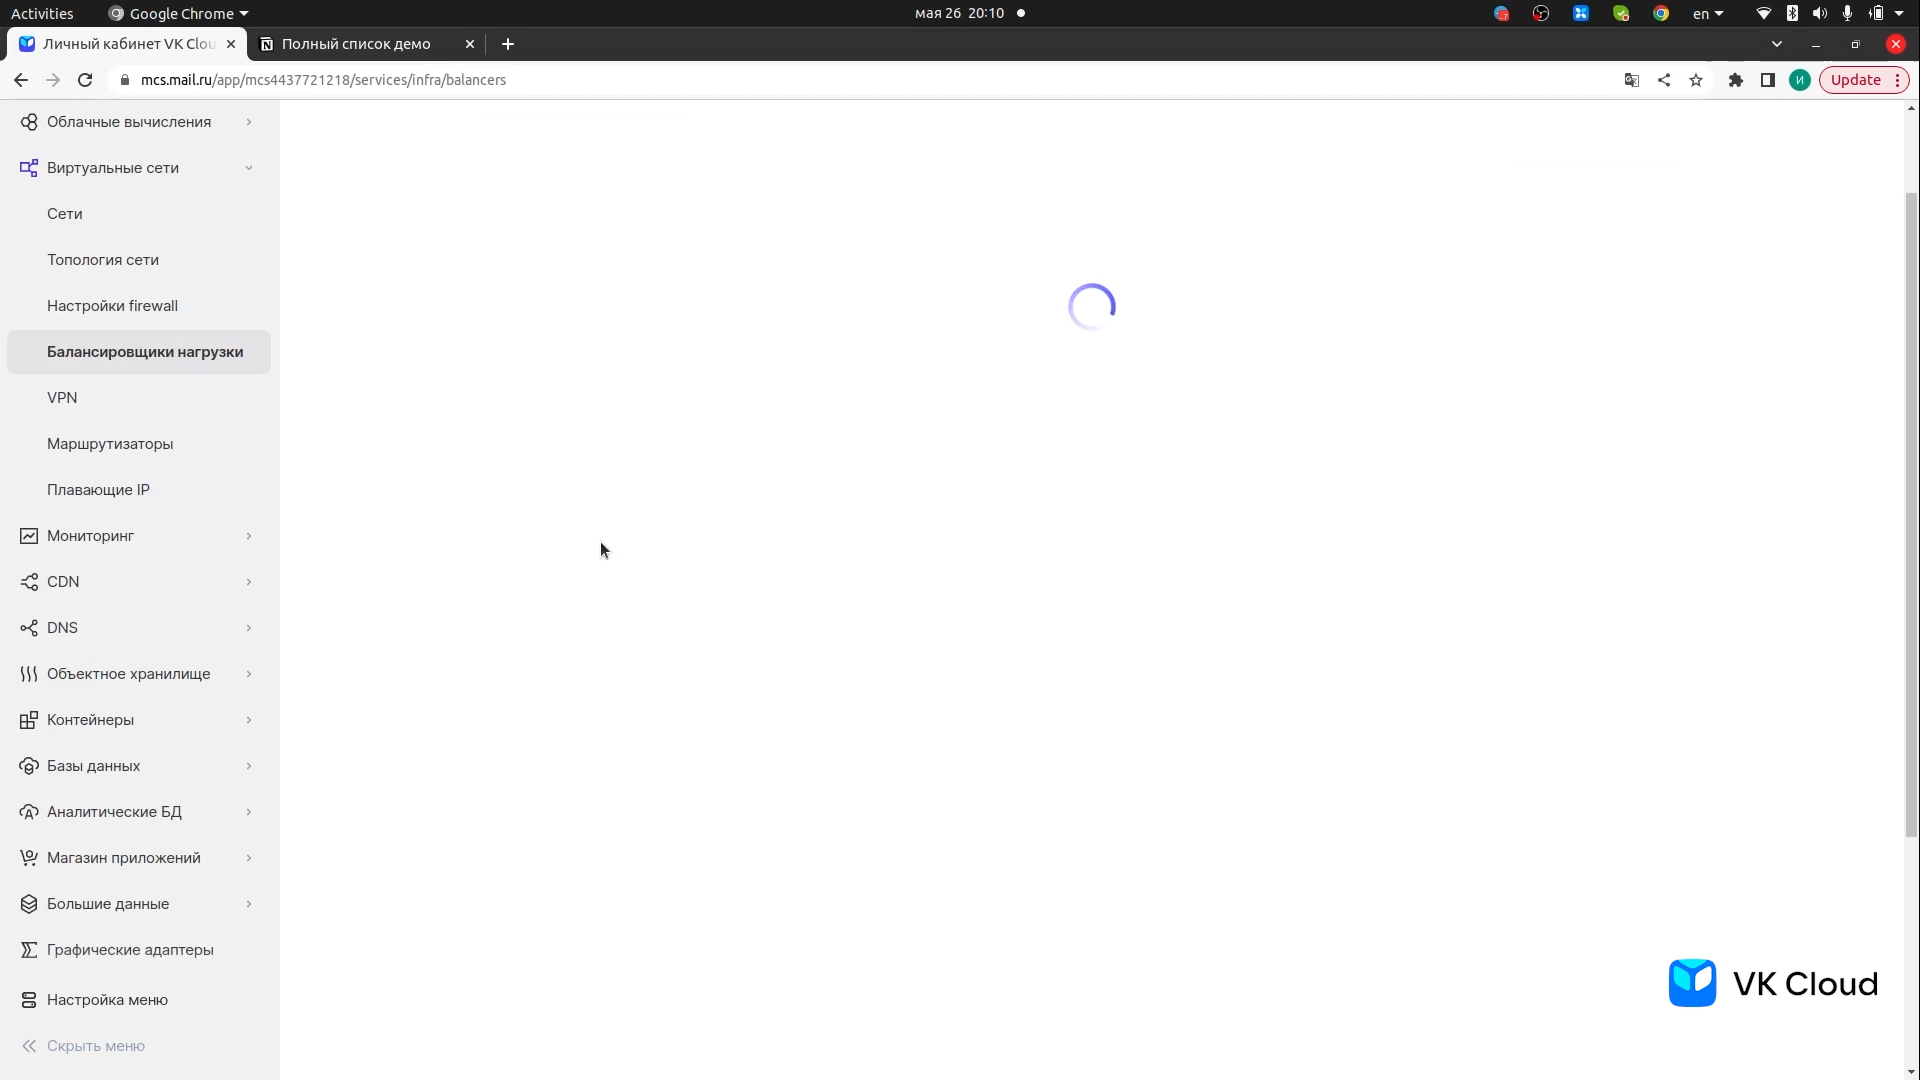 Activities
Google Chrome
мая 26 20:10
en
Личный кабинет VK Clou
Полный список демо
mcs.mail.ru/app/mcs4437721218/services/infra/balancers
И
Update
Облачные вычисления
Виртуальные сети
Сети
Топология сети
Настройки firewall
Балансировщики нагрузки
VPN
Маршрутизаторы
Плавающие IP
Мониторинг
CDN
DNS
Объектное хранилище
Контейнеры
Базы данных
Аналитические БД
Магазин приложений
Большие данные
Графические адаптеры
VK Cloud
Настройка меню
Скрыть меню